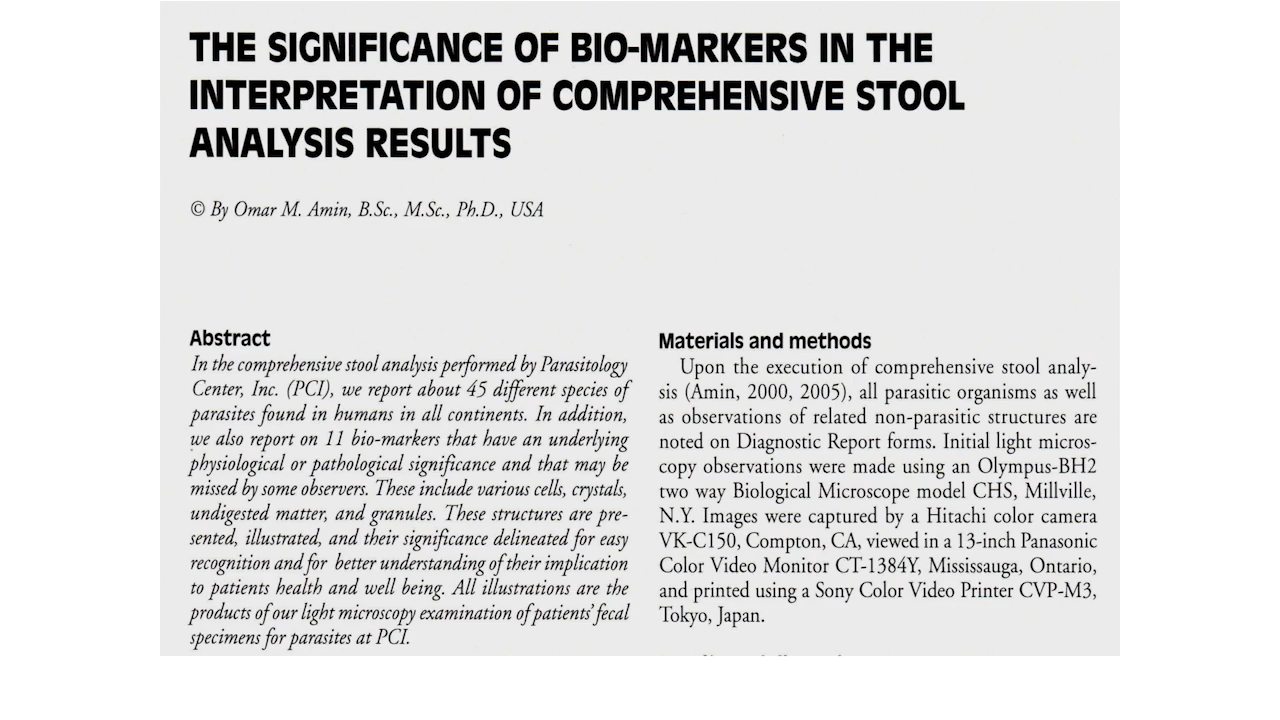 THE SIGNIFICANCE OF BIO-MARKERS IN THE
INTERPRETATION OF COMPREHENSIVE STOOL
ANALYSIS RESULTS
© By Omar M. Amin, B.Sc., M.Sc., Ph.D., USA
Abstract
In the comprehensive stool analysis performed by Parasitology
Center, Inc. (PCI), we report about 45 different species of
parasites found in humans in all continents. In addition,
we also report on 11 bio-markers that have an underlying
physiological or pathological significance and that may be
missed by some observers. These include various cells, crystals,
undigested matter, and granules. These structures are pre-
sented, illustrated, and their significance delineated for easy
recognition and for better understanding of their implication
to patients health and well being. All illustrations are the
products of our light microscopy examination of patients' fecal
specimens for parasites at PCI.
Materials and methods
Upon the execution of comprehensive stool analy-
sis (Amin, 2000, 2005), all parasitic organisms as well
as observations of related non-parasitic structures are
noted on Diagnostic Report forms. Initial light micros-
copy observations were made using an Olympus-BH2
two way Biological Microscope model CHS, Millville,
N.Y. Images were captured by a Hitachi color camera
VK-C150, Compton, CA, viewed in a 13-inch Panasonic
Color Video Monitor CT-1384Y, Mississauga, Ontario,
and printed using a Sony Color Video Printer CVP-M3,
Tokyo, Japan.